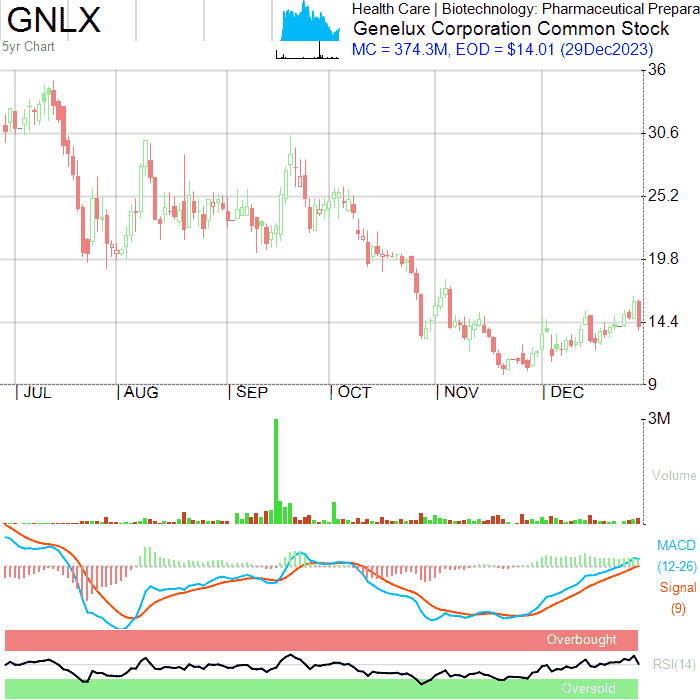 GNLX
5yr Chart
Health Care | Biotechnology: Pharmaceutical Prepara
Genelux Corporation Common Stock
MC = 374.3M, EOD = $14.01 (29Dec2023)
36
30.6
25.2
19.8
14.4
9
JUL AUG SEP OCT NOV DEC
3M
Volume
MACD
(12-26)
Signal
(9)
Overbought
RSI(14)
Oversold